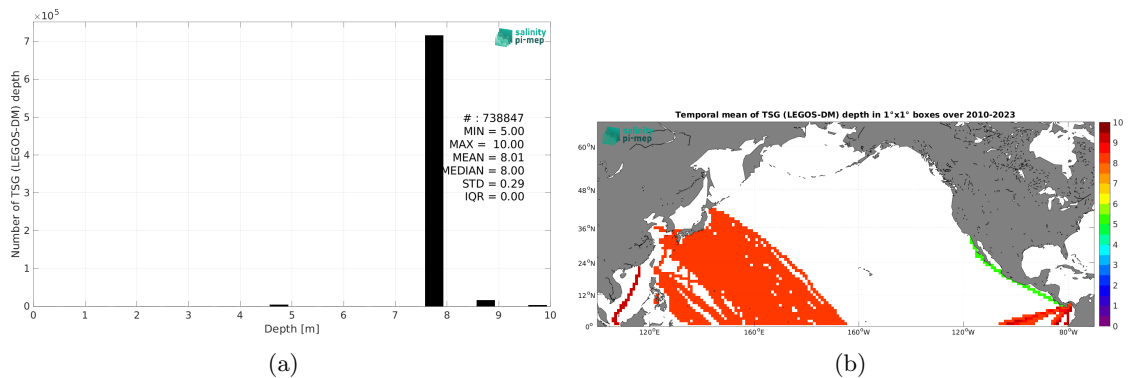 ×10⁵
7
6
5
4
3
2
1
0
Number of TSG (LEGOS-DM) depth
salinity
pi-mep
# : 738847
MIN = 5.00
MAX = 10.00
MEAN = 8.01
MEDIAN = 8.00
STD = 0.29
IQR = 0.00
0 1 2 3 4 5 6 7 8 9 10
Depth [m]
(a)
Temporal mean of TSG (LEGOS-DM) depth in 1°x1° boxes over 2010-2023
salinity
pi-mep
60°N
48°N
36°N
24°N
12°N
0°
120°E 160°E 160°W 120°W 80°W
10
9
8
7
6
5
4
3
2
1
0
(b)